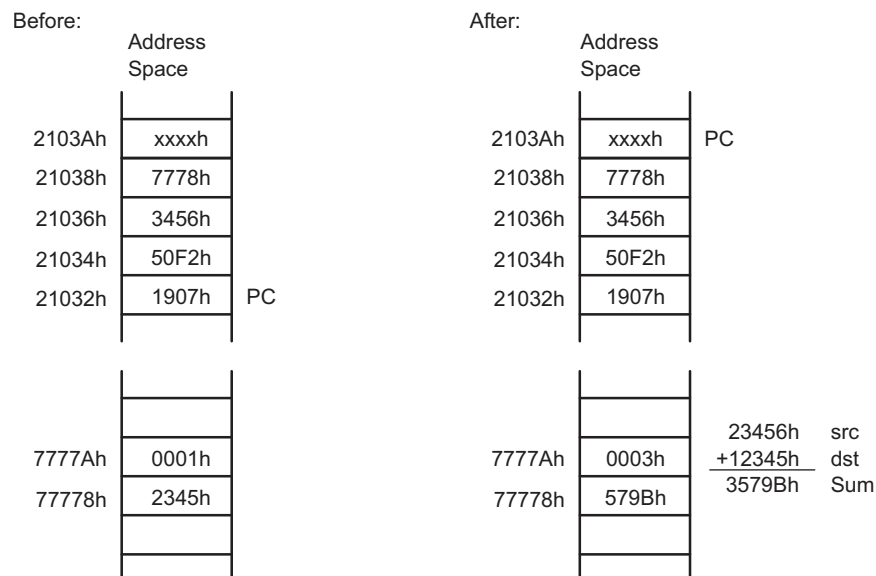 Before:
Address
Space
2103Ah xxxxh
21038h 7778h
21036h 3456h
21034h 50F2h
21032h 1907h PC
7777Ah 0001h
77778h 2345h
After:
Address
Space
2103Ah xxxxh PC
21038h 7778h
21036h 3456h
21034h 50F2h
21032h 1907h
23456h src
7777Ah 0003h +12345h dst
77778h 579Bh 3579Bh Sum